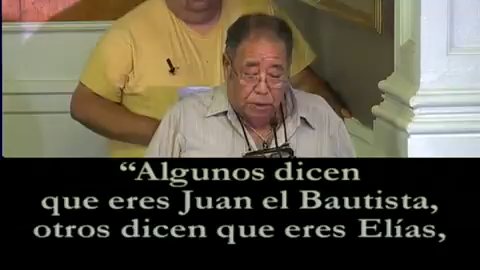 “Algunos dicen
que eres Juan el Bautista,
otros dicen que eres Elías,